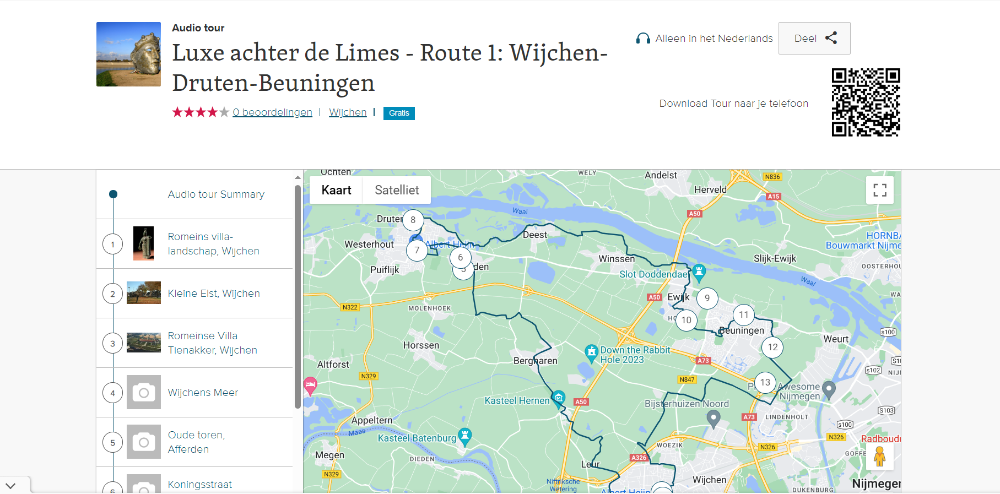 Audio tour
Luxe achter de Limes - Route 1: Wijchen-
Druten-Beuningen
0 beoordelingen
Wijchen
Gratis
Alleen in het Nederlands
Deel
Download Tour naar je telefoon
Audio tour Summary
1
Romeins villa-
landschap, Wijchen
2
Kleine Elst, Wijchen
3
Romeinse Villa
Tienakker, Wijchen
4
Wijchens Meer
5
Oude toren,
Afferden
6
Koningsstraat
Kaart
Satelliet
Ochten
WELY
Andelst
N836
Herveld
A15
A50
Waal
Druten
8
Westerhout
Albert Heijn
7
6
5
den
Puiflijk
Deest
Winssen
Slot Doddendael
Slijk-Ewijk
HORNBA
Bouwmarkt Nijme
OOSTERHOU
Waal
WA
A50
Ewijk
9
10
11
Beuningen
12
Weurt
s100
N322
MOLENHOEK
Horssen
Altforst
N329
Bergharen
Down the Rabbit
Hole 2023
A73
N847
13
Awesome
Nijmegen
s102
NIJ
Kasteel Hernen
A50
Bijsterhuizen Noord
A73
LINDENHOLT
S103
s100
Appeltern
Maas
Kasteel Batenburg
Megen
DIEDEN
N329
WOEZIK
N326
N326
Radboudu
GOFFE
A326
Leur
Niftriksche
Wetering
Albert Heijn
Wijchen
DUKENBURG
Nijmegen